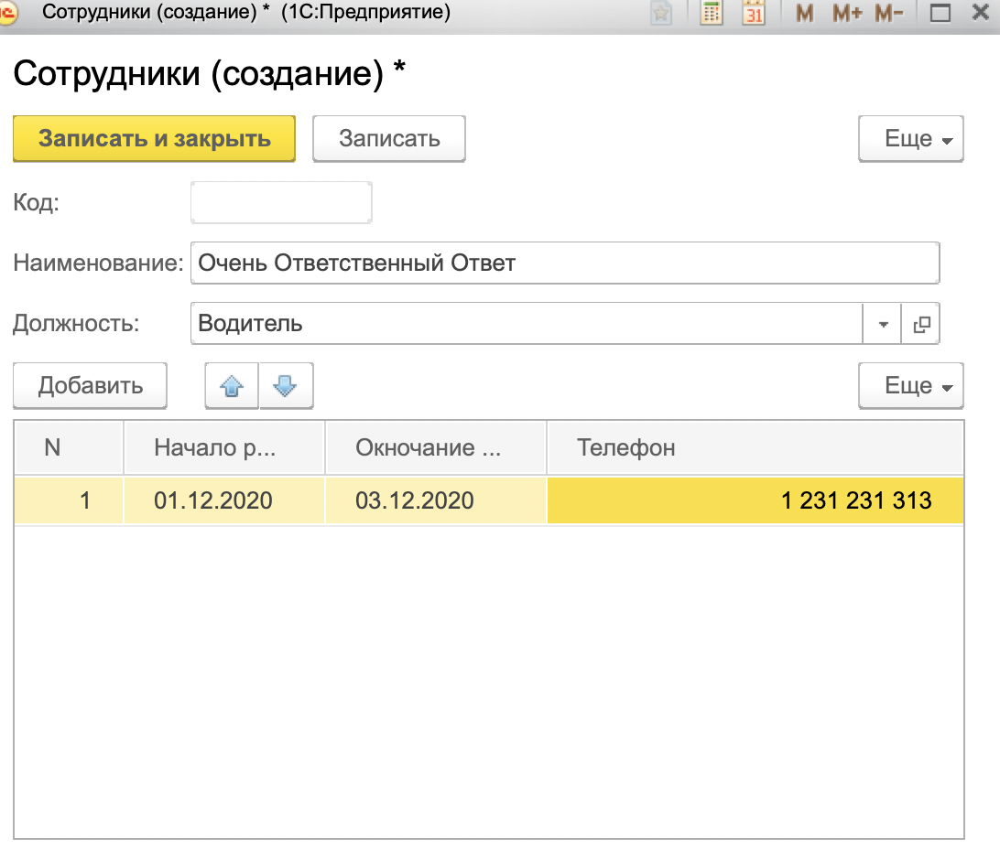 Сотрудники (создание) * (1С:Предприятие)
31 M M+ M-
Сотрудники (создание) *
Записать и закрыть Записать Еще
Код:
Наименование: Очень Ответственный Ответ
Должность: Водитель
Добавить Еще
N Начало р... Окночание ... Телефон
1 01.12.2020 03.12.2020 1 231 231 313